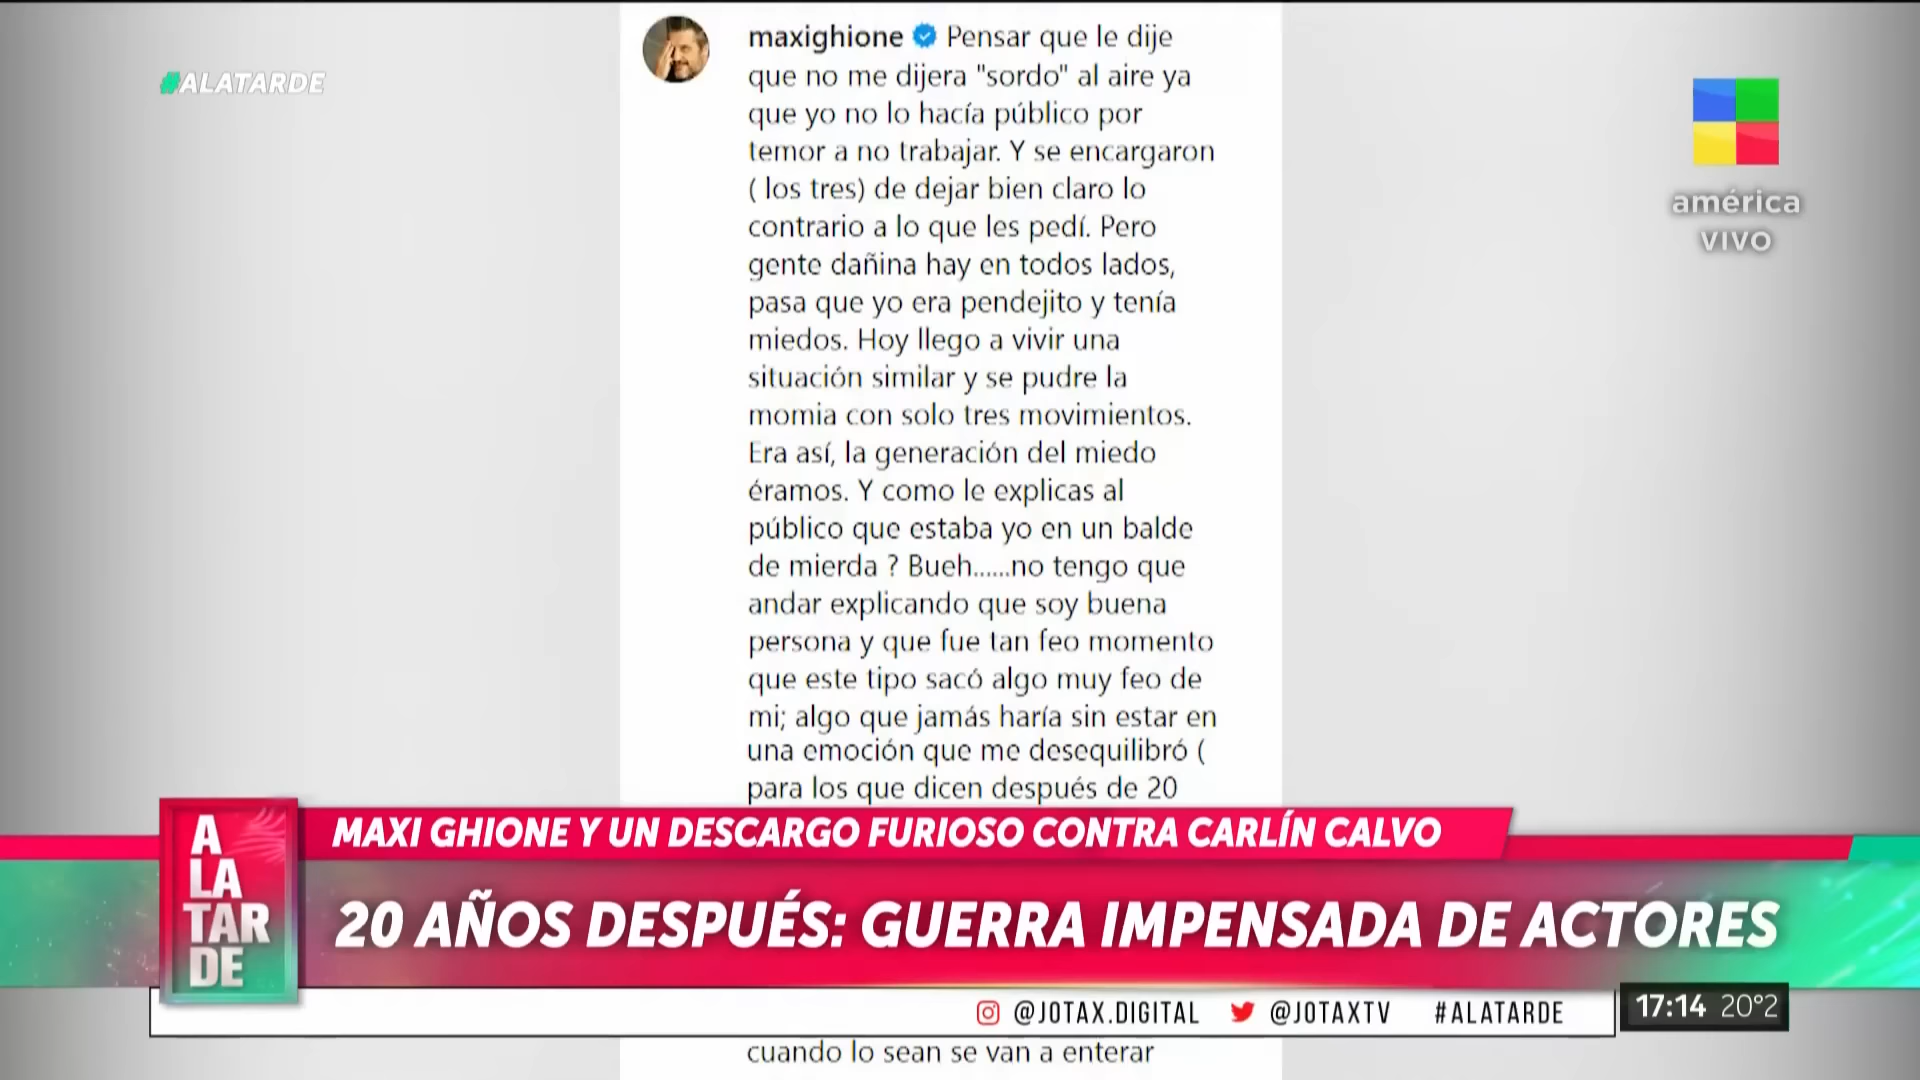 #ALATARDE
américa
VIVO
maxighione Pensar que le dije
que no me dijera "sordo" al aire ya
que yo no lo hacía público por
temor a no trabajar. Y se encargaron
( los tres) de dejar bien claro lo
contrario a lo que les pedí. Pero
gente dañina hay en todos lados,
pasa que yo era pendejito y tenía
miedos. Hoy llego a vivir una
situación similar y se pudre la
momia con solo tres movimientos.
Era así, la generación del miedo
éramos. Y como le explicas al
público que estaba yo en un balde
de mierda ? Bueh......no tengo que
andar explicando que soy buena
persona y que fue tan feo momento
que este tipo sacó algo muy feo de
mi; algo que jamás haría sin estar en
una emoción que me desequilibró (
para los que dicen después de 20
A
LA
TAR
DE
MAXI GHIONE Y UN DESCARGO FURIOSO CONTRA CARLÍN CALVO
20 AÑOS DESPUÉS: GUERRA IMPENSADA DE ACTORES
@JOTAX.DIGITAL @JOTAXTV #ALATARDE
17:14 20°2
cuando lo sean se van a enterar